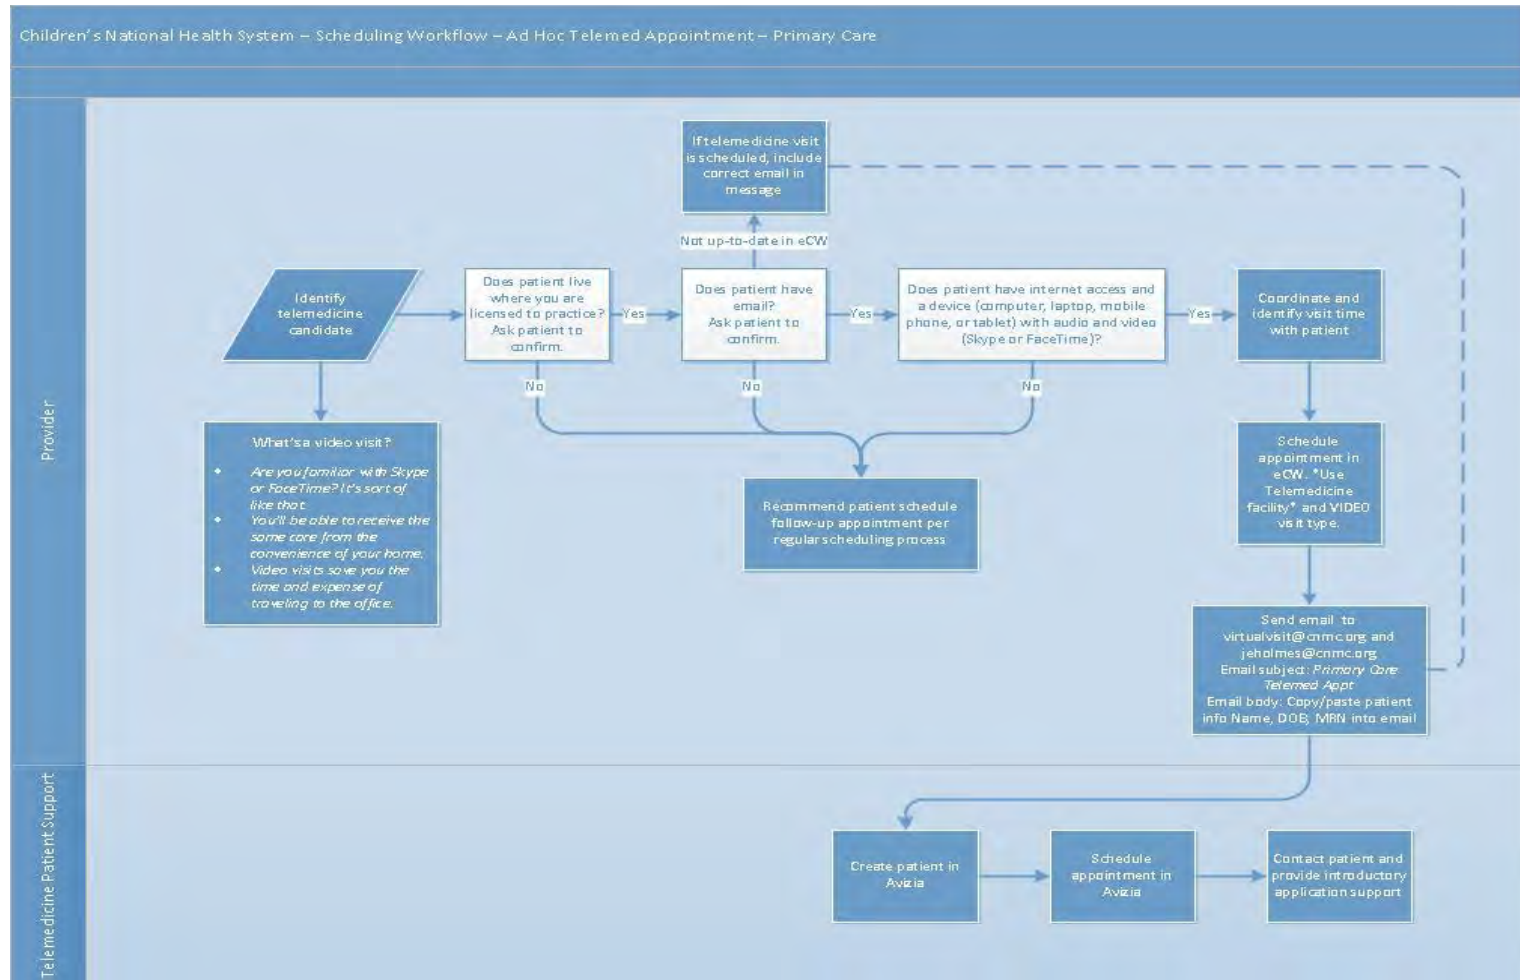 Children's National Health System – Scheduling Workflow – Ad Hoc Telemed Appointment – Primary Care
Provider
If telemedicine visit
is scheduled, include
correct email in
message
Not up-to-date in eCW
Identify
telemedicine
candidate
Does patient live
where you are
licensed to practice?
Ask patient to
confirm.
Yes
Does patient have
email?
Ask patient to
confirm.
Yes
Does patient have internet access and
a device (computer, laptop, mobile
phone, or tablet) with audio and video
(Skype or FaceTime)?
Yes
Coordinate and
identify visit time
with patient
No
No
No
What's a video visit?
Are you familiar with Skype
or FaceTime? It's sort of
like that.
You'll be able to receive the
same care from the
convenience of your home.
Video visits save you the
time and expense of
traveling to the office.
Recommend patient schedule
follow-up appointment per
regular scheduling process
Schedule
appointment in
eCW. *Use
Telemedicine
facility* and VIDEO
visit type.
Send email to
virtualvisit@cnmc.org and
jeholmes@cnmc.org
Email subject: Primary Care
Telemed Appt
Email body: Copy/paste patient
info Name, DOB, MRN into email
Telemedicine Patient Support
Create patient in
Avizia
Schedule
appointment in
Avizia
Contact patient and
provide introductory
application support